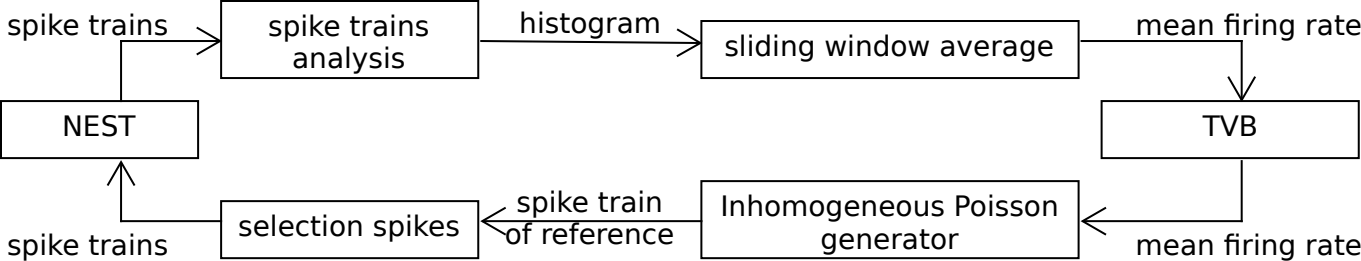 spike trains
spike trains
analysis
histogram
sliding window average
mean firing rate
NEST
TVB
spike trains
selection spikes
spike train
of reference
Inhomogeneous Poisson
generator
mean firing rate